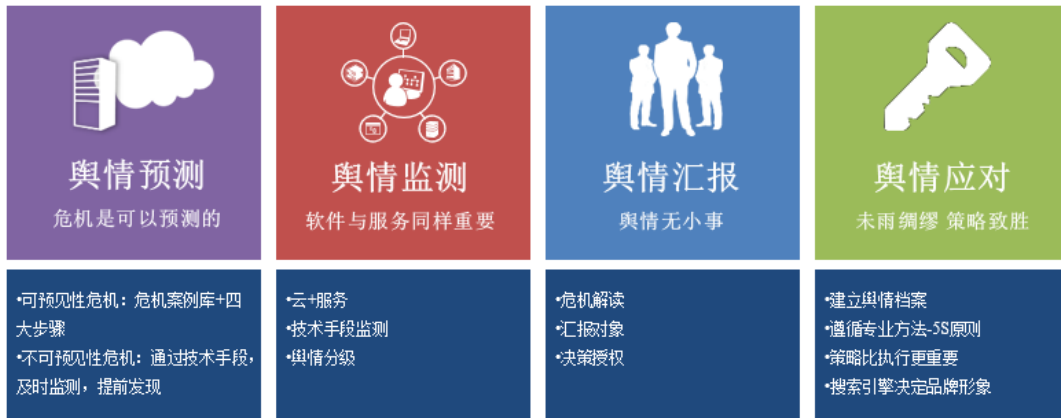 舆情预测
危机是可以预测的
舆情监测
软件与服务同样重要
舆情汇报
舆情无小事
舆情应对
未雨绸缪 策略致胜
•可预见性危机：危机案例库+四
大步骤
•不可预见性危机：通过技术手段，
及时监测，提前发现
•云+服务
•技术手段监测
•舆情分级
•危机解读
•汇报对象
•决策授权
•建立舆情档案
•遵循专业方法-5S原则
•策略比执行更重要
•搜索引擎决定品牌形象